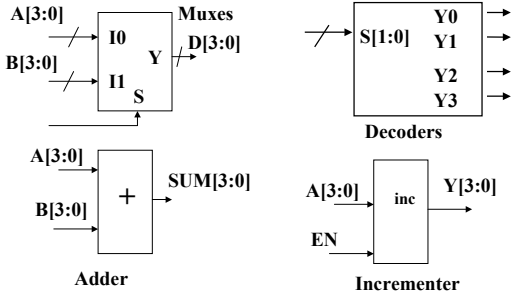 A[3:0]
I0
Muxes
Y
D[3:0]
B[3:0]
I1
S
S[1:0]
Y0
Y1
Y2
Y3
Decoders
A[3:0]
B[3:0]
+
SUM[3:0]
Adder
A[3:0]
EN
inc
Y[3:0]
Incrementer